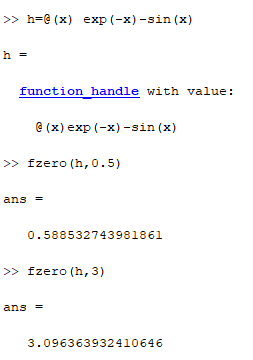 >> h=@(x) exp(-x)-sin(x)
h =
function_handle with value:
@(x)exp(-x)-sin(x)
>> fzero(h,0.5)
ans =
0.588532743981861
>> fzero(h,3)
ans =
3.096363932410646